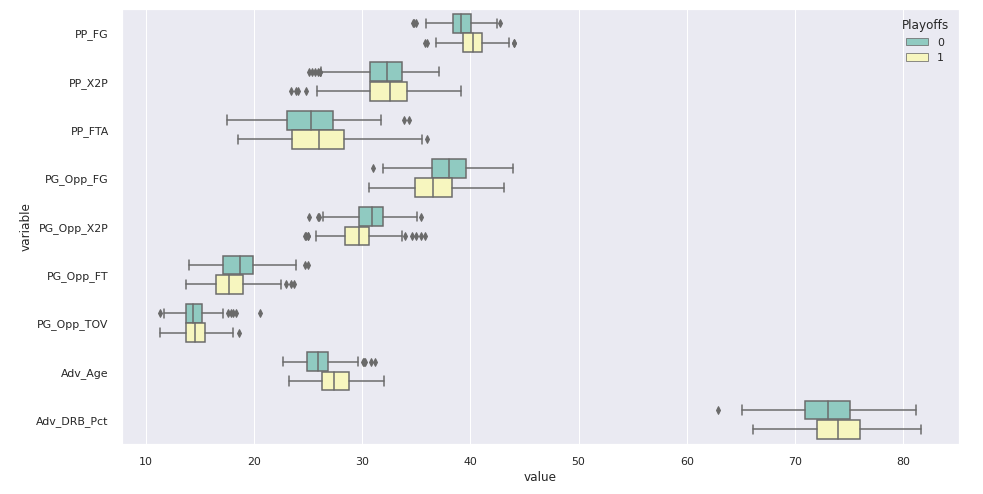 Playoffs
0
1
PP_FG
PP_X2P
PP_FTA
PG_Opp_FG
PG_Opp_X2P
PG_Opp_FT
PG_Opp_TOV
Adv_Age
Adv_DRB_Pct
variable
10 20 30 40 50 60 70 80
value